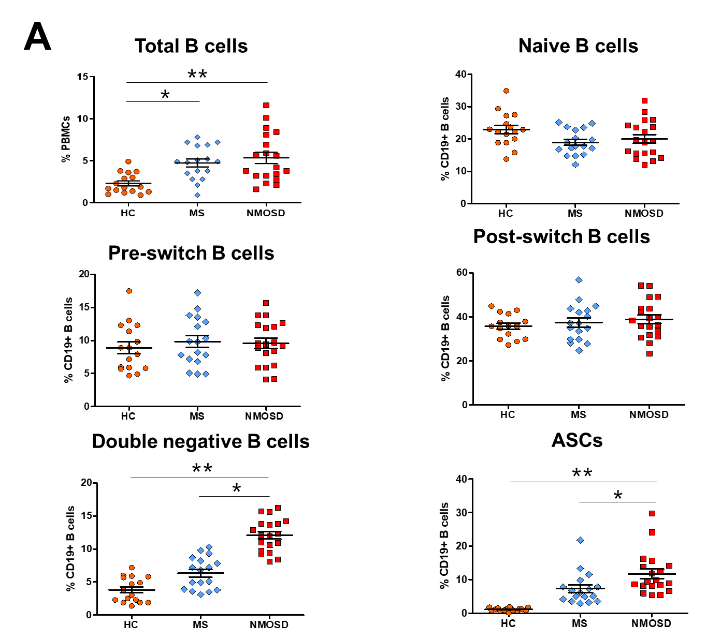 A
Total B cells
Naive B cells
15
10
5
0
% PBMCs
*
**
HC
MS
NMOSD
40
30
20
10
0
% CD19+ B cells
HC
MS
NMOSD
Pre-switch B cells
Post-switch B cells
20
15
10
5
0
% CD19+ B cells
HC
MS
NMOSD
60
40
20
0
% CD19+ B cells
HC
MS
NMOSD
Double negative B cells
ASCs
20
15
10
5
0
% CD19+ B cells
**
*
HC
MS
NMOSD
40
30
20
10
0
% CD19+ B cells
**
*
HC
MS
NMOSD